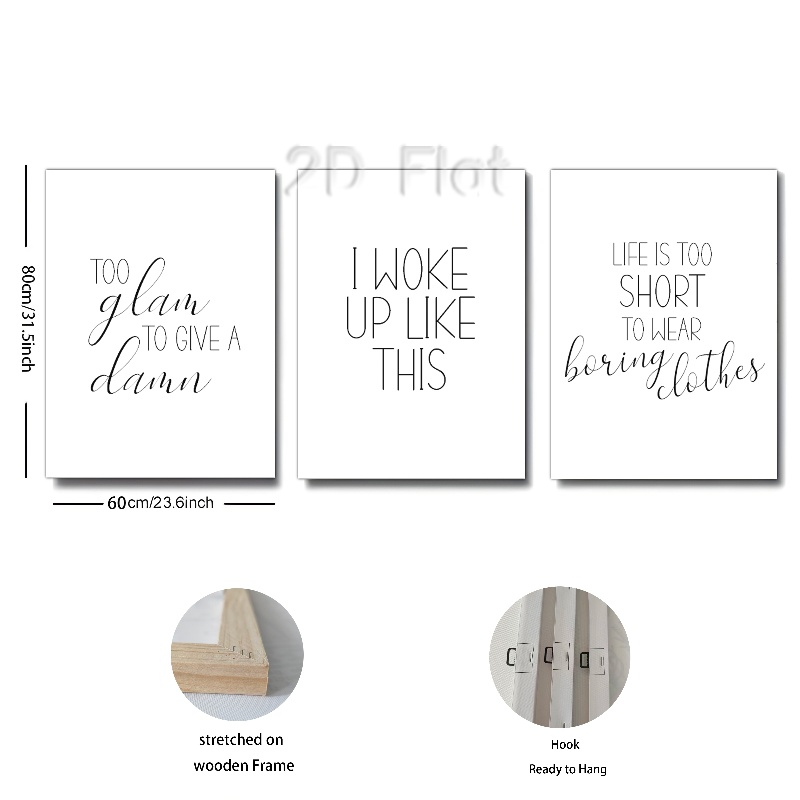 2D Flat
80cm/31.5inch
TOO
glam
TO GIVE A
damn
I WOKE
UP LIKE
THIS
LIFE IS TOO
SHORT
TO WEAR
boring
clothes
60cm/23.6inch
stretched on
wooden Frame
Hook
Ready to Hang